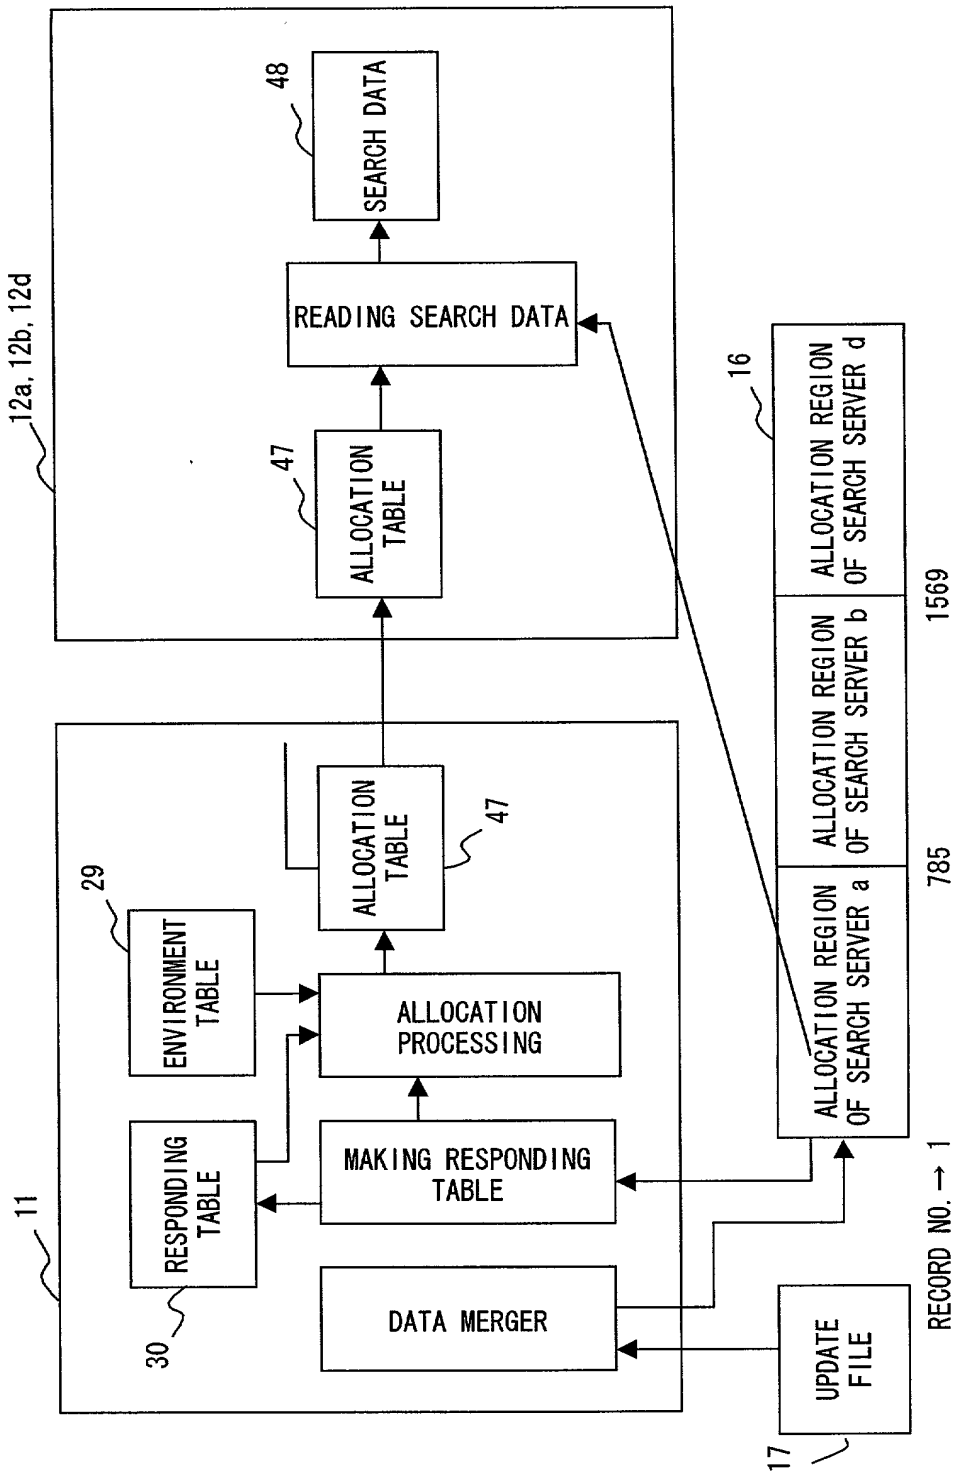 11
12a, 12b, 12d
RESPONDING
TABLE
30
ENVIRONMENT
TABLE
29
DATA MERGER
MAKING RESPONDING
TABLE
ALLOCATION
PROCESSING
ALLOCATION
TABLE
47
ALLOCATION
TABLE
47
READING SEARCH DATA
SEARCH DATA
48
UPDATE
FILE
17
ALLOCATION REGION
OF SEARCH SERVER a
ALLOCATION REGION
OF SEARCH SERVER b
ALLOCATION REGION
OF SEARCH SERVER d
16
RECORD NO. → 1
785
1569